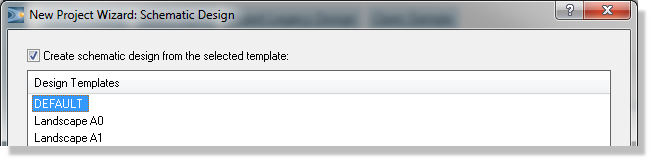 New Project Wizard: Schematic Design
Create schematic design from the selected template:
Design Templates
DEFAULT
Landscape A0
Landscape A1